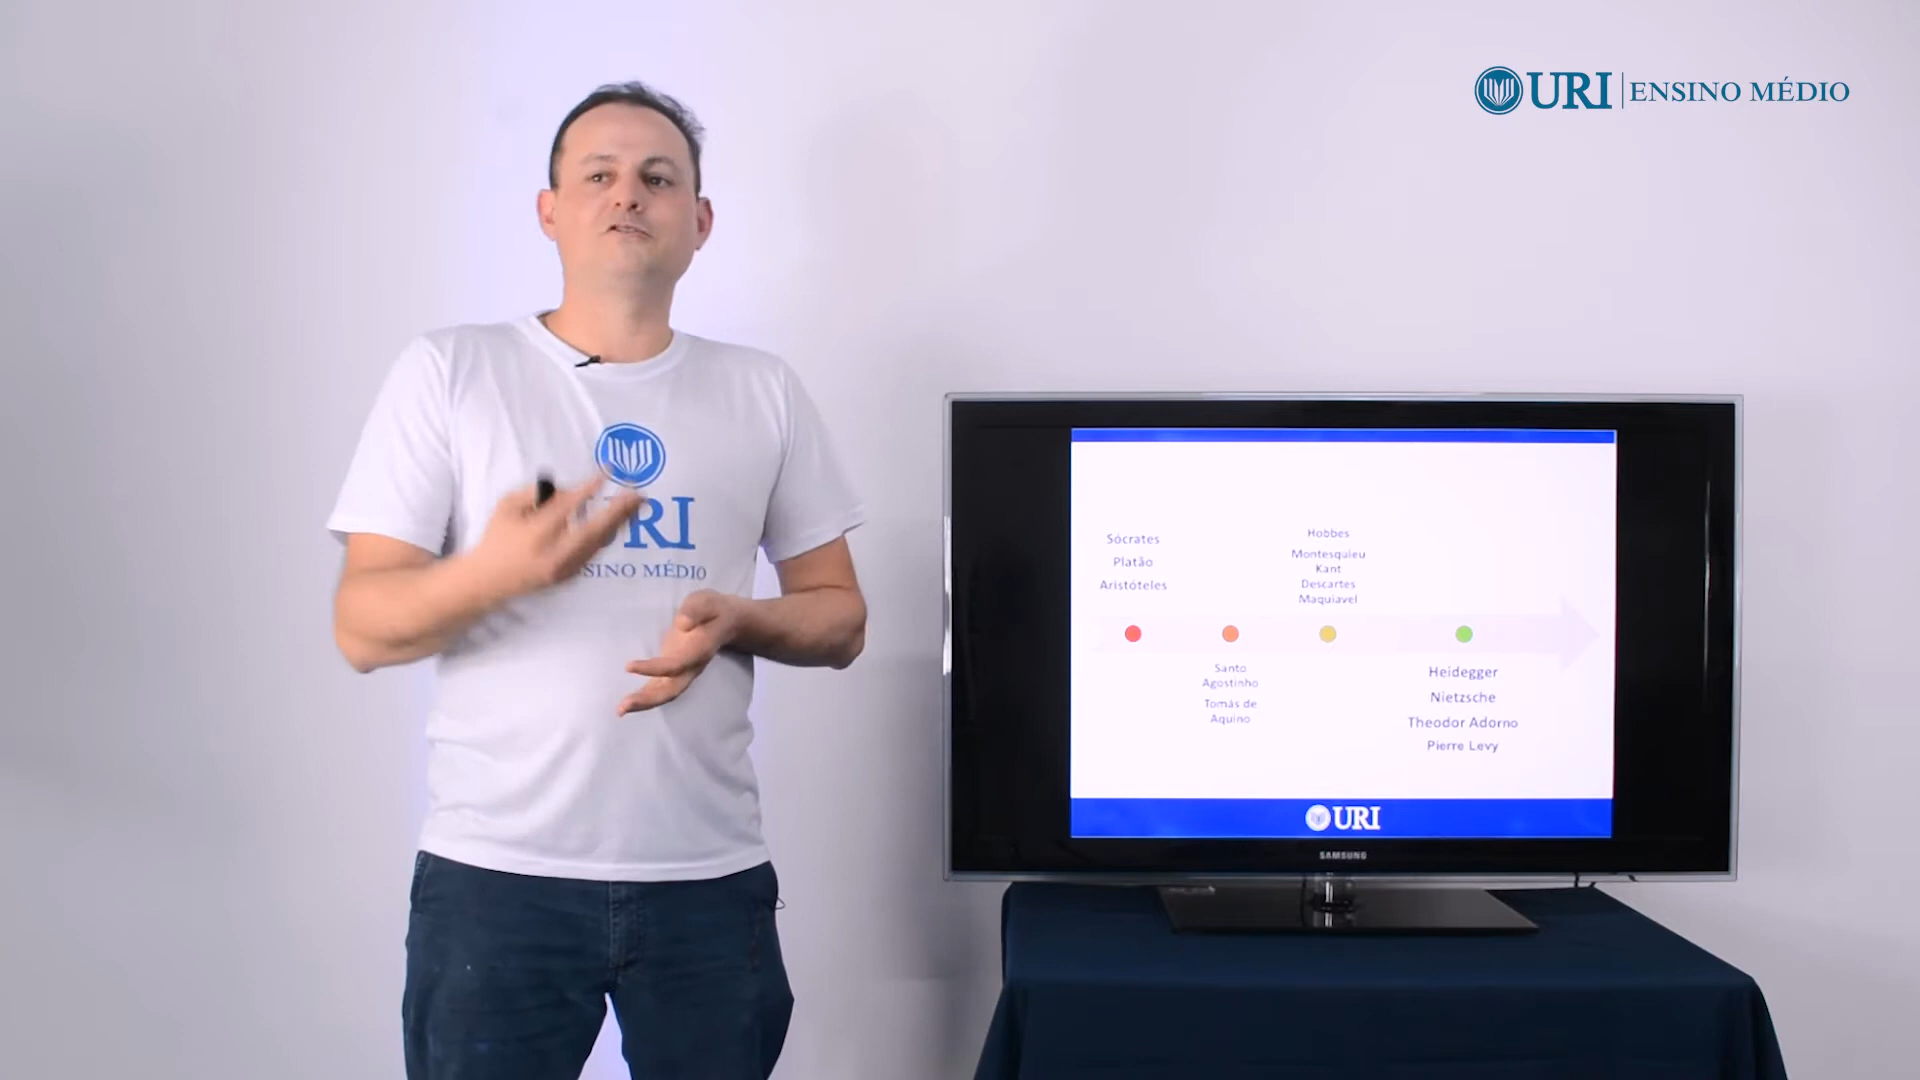 URI ENSINO MÉDIO
URI
ENSINO MÉDIO
Sócrates
Platão
Aristóteles
Hobbes
Montesquieu
Kant
Descartes
Maquiavel
Santo
Agostinho
Tomás de
Aquino
Heidegger
Nietzsche
Theodor Adorno
Pierre Levy
URI
SAMSUNG